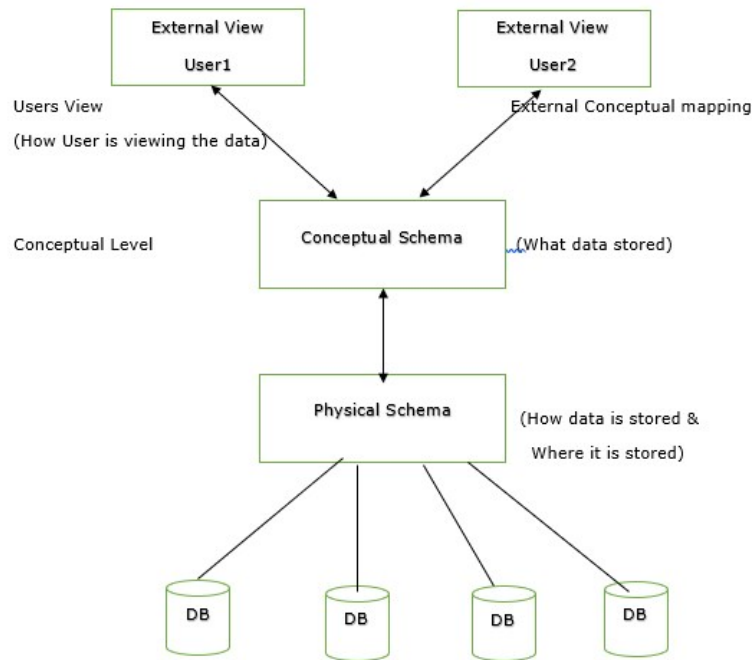 External View
User1
External View
User2
Users View
(How User is viewing the data)
External Conceptual mapping
Conceptual Level
Conceptual Schema
(What data stored)
Physical Schema
(How data is stored &
Where it is stored)
DB
DB
DB
DB